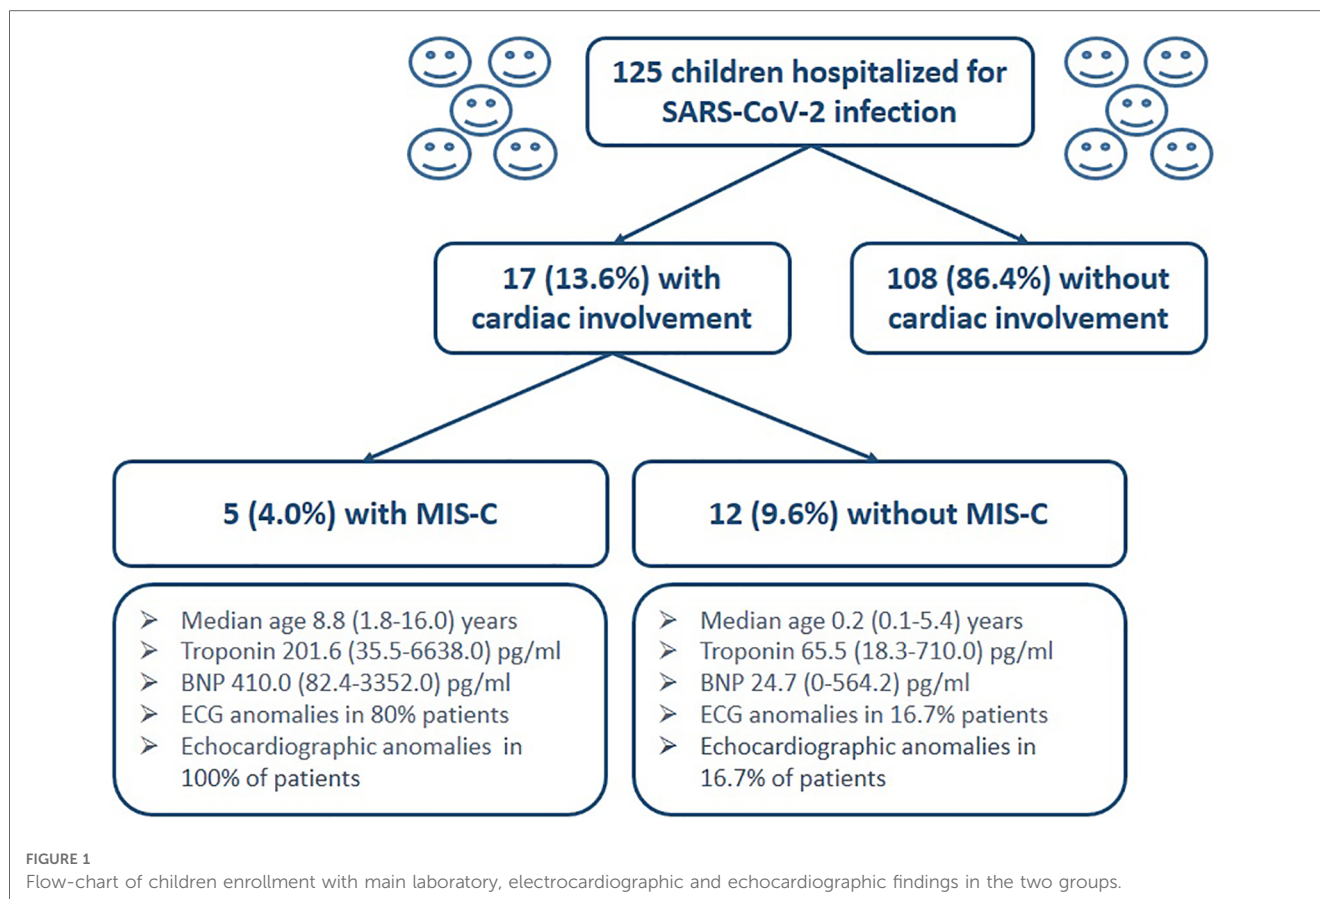 125 children hospitalized for
SARS-CoV-2 infection
17 (13.6%) with
cardiac involvement
108 (86.4%) without
cardiac involvement
5 (4.0%) with MIS-C
12 (9.6%) without MIS-C
➢ Median age 8.8 (1.8-16.0) years
➢ Troponin 201.6 (35.5-6638.0) pg/ml
➢ BNP 410.0 (82.4-3352.0) pg/ml
➢ ECG anomalies in 80% patients
➢ Echocardiographic anomalies in
100% of patients
➢ Median age 0.2 (0.1-5.4) years
➢ Troponin 65.5 (18.3-710.0) pg/ml
➢ BNP 24.7 (0-564.2) pg/ml
➢ ECG anomalies in 16.7% patients
➢ Echocardiographic anomalies in
16.7% of patients
FIGURE 1
Flow-chart of children enrollment with main laboratory, electrocardiographic and echocardiographic findings in the two groups.